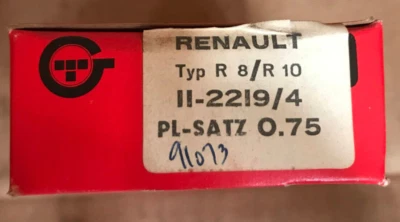 RENAULT
Typ R 8/R 10
II-2219/4
PL-SATZ 0.75
91073